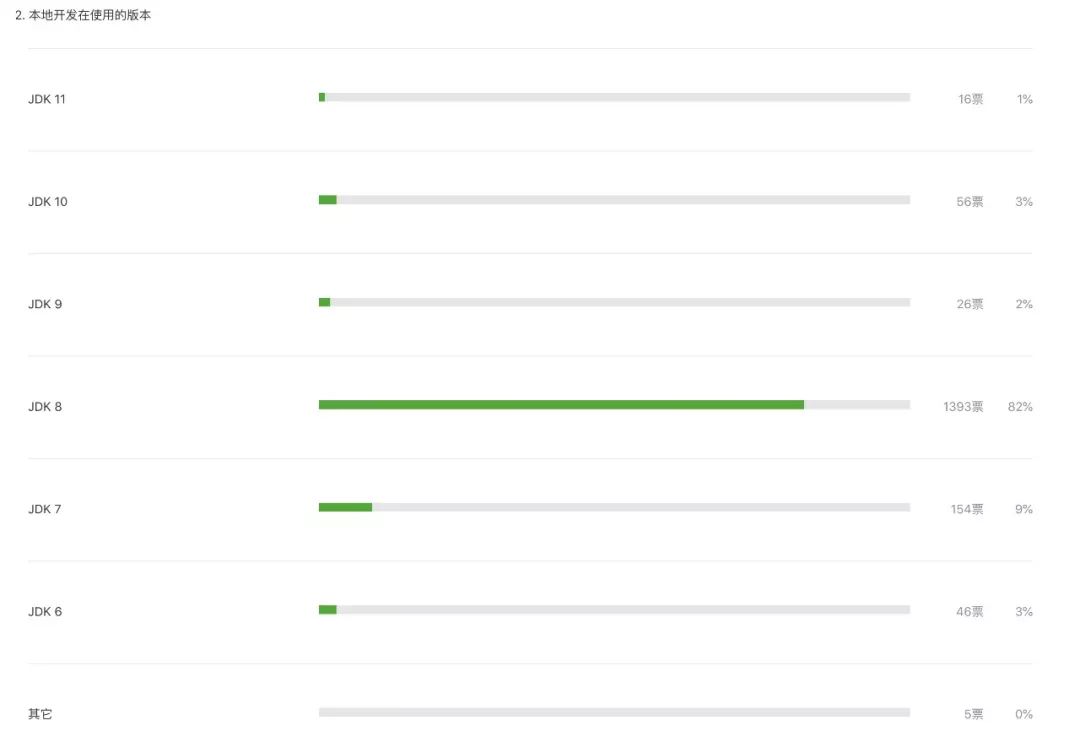 2. 本地开发在使用的版本
JDK 11 16票 1%
JDK 10 56票 3%
JDK 9 26票 2%
JDK 8 1393票 82%
JDK 7 154票 9%
JDK 6 46票 3%
其它 5票 0%